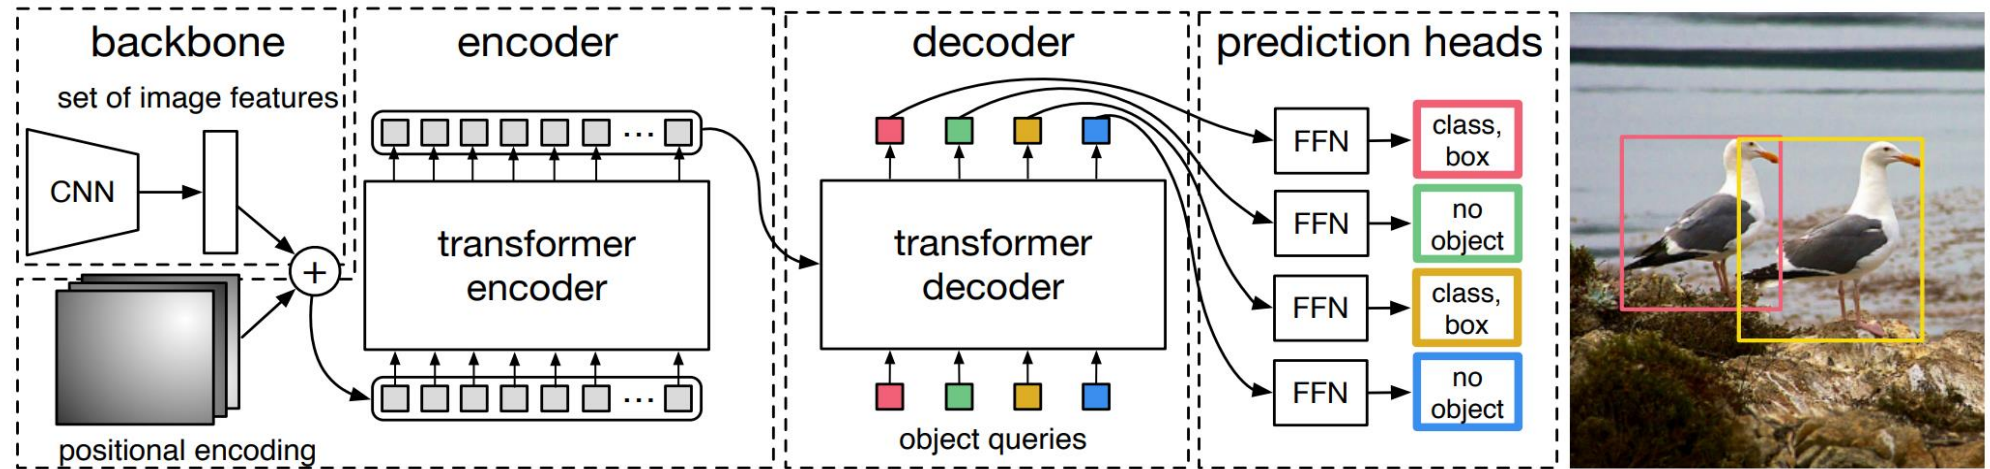 backbone
set of image features
CNN
+
positional encoding
encoder
...
transformer
encoder
...
decoder
transformer
decoder
object queries
prediction heads
FFN
class,
box
FFN
no
object
FFN
class,
box
FFN
no
object